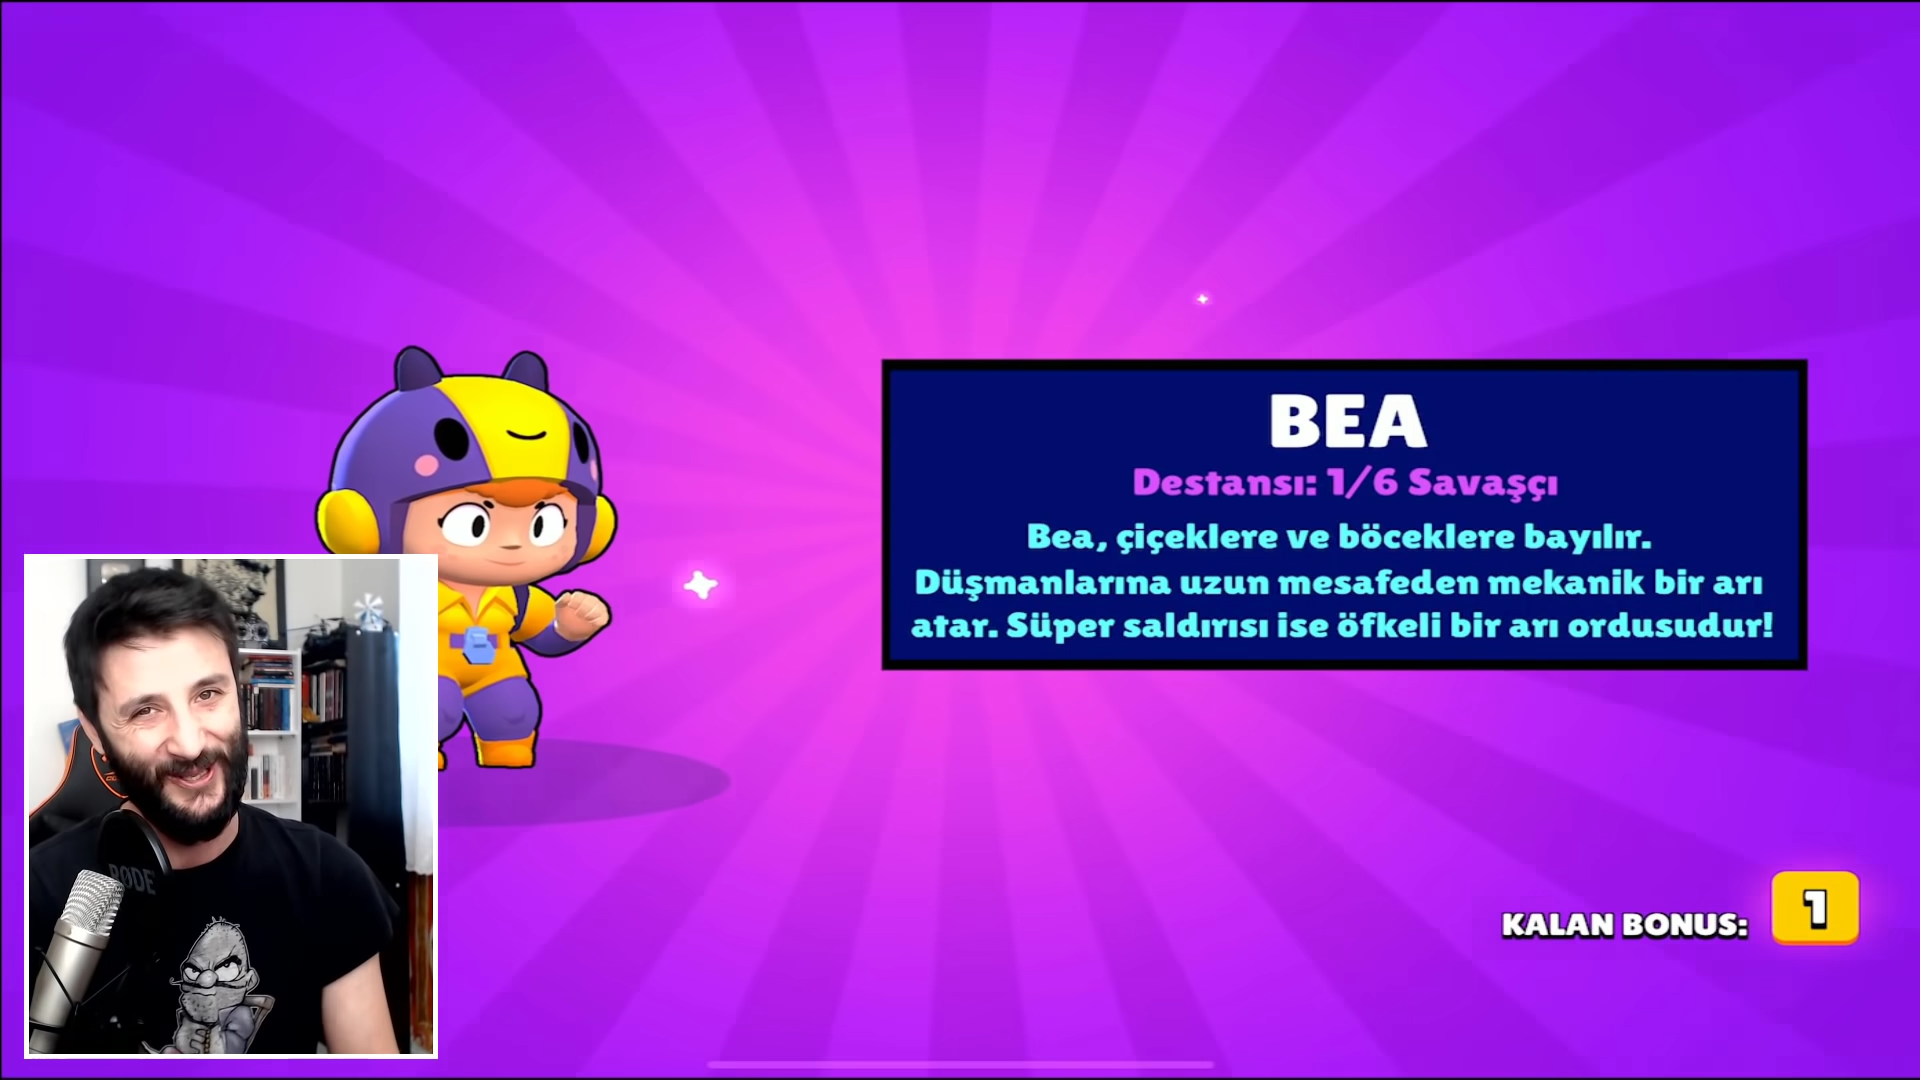 BEA
Destansı: 1/6 Savaşçı
Bea, çiçeklere ve böceklere bayılır.
Düşmanlarına uzun mesafeden mekanik bir arı
atar. Süper saldırısı ise öfkeli bir arı ordusudur!
RØDE
KALAN BONUS: 1